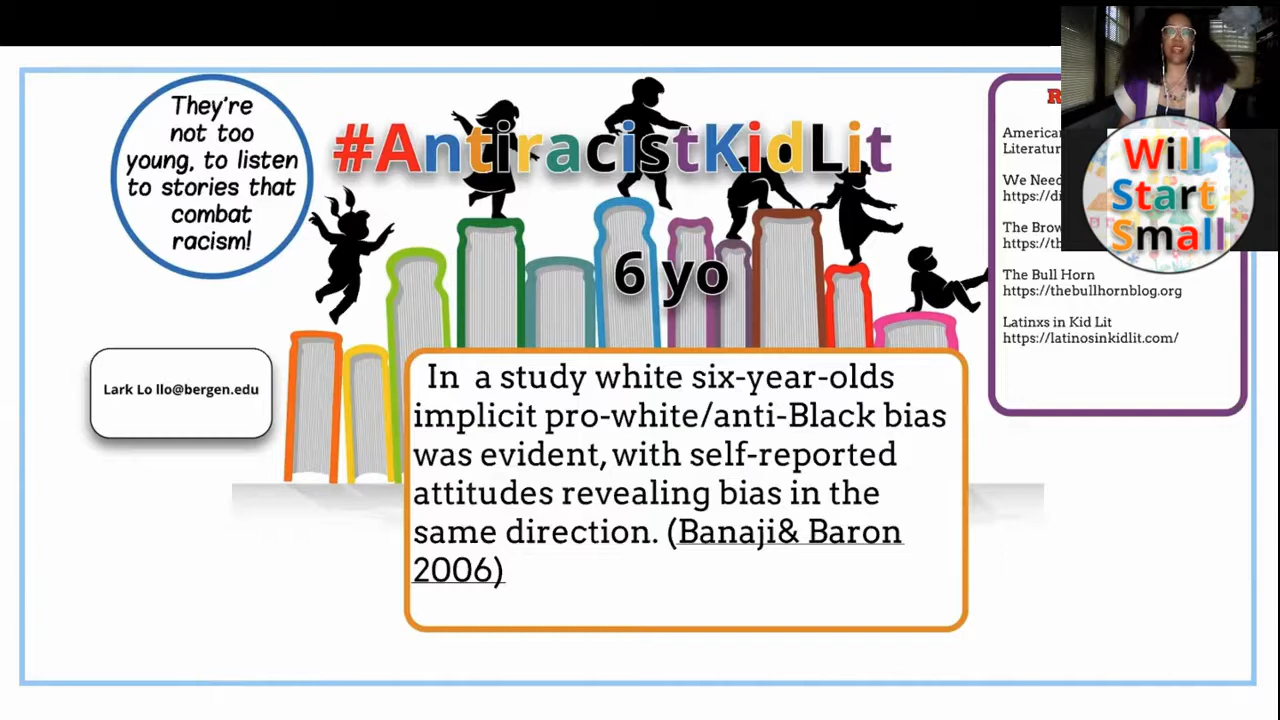 They're
not too
young, to listen
to stories that
combat
racism!
#AntiracistKidLit
6 yo
Lark Lo llo@bergen.edu
In a study white six-year-olds
implicit pro-white/anti-Black bias
was evident, with self-reported
attitudes revealing bias in the
same direction. (Banaji& Baron
2006)
American
Literatur
We Need
https://di
The Brow
https://th
The Bull Horn
https://thebullhornblog.org
Latinxs in Kid Lit
https://latinosinkidlit.com/
Will
Start
Small